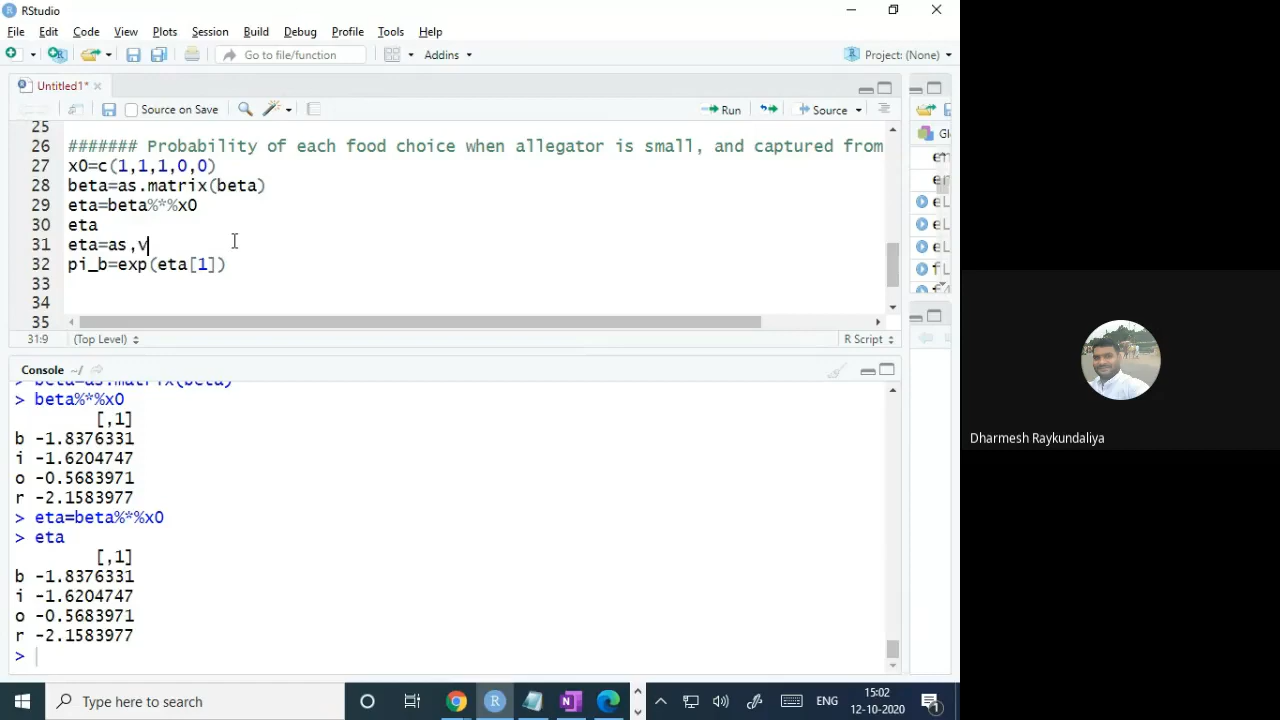 RStudio
File Edit Code View Plots Session Build Debug Profile Tools Help
Go to file/function Addins Project: (None)
Untitled1*
Source on Save Run Source
25
26 ####### Probability of each food choice when allegator is small, and captured from
27 x0=c(1,1,1,0,0)
28 beta=as.matrix(beta)
29 eta=beta%*%x0
30 eta
31 eta=as,v
32 pi_b=exp(eta[1])
33
34
35
31:9 (Top Level) R Script
Console ~/
> beta=as.matrix(beta)
> beta%*%x0
[,1]
b -1.8376331
i -1.6204747
o -0.5683971
r -2.1583977
> eta=beta%*%x0
> eta
[,1]
b -1.8376331
i -1.6204747
o -0.5683971
r -2.1583977
>
Dharmesh Raykundaliya
Type here to search
ENG
15:02
12-10-2020